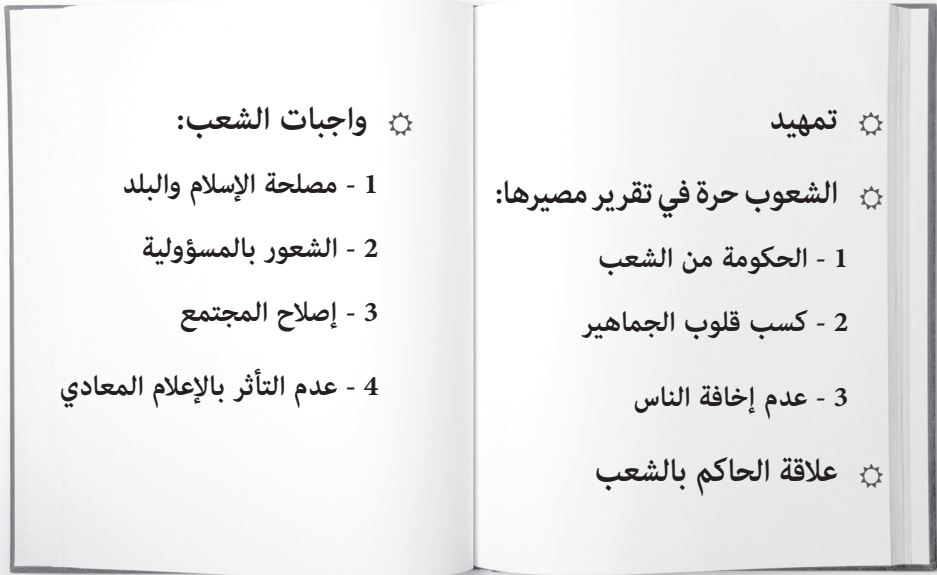 تمهيد
الشعوب حرة في تقرير مصيرها:
1 - الحكومة من الشعب
2 - كسب قلوب الجماهير
3 - عدم إخافة الناس
علاقة الحاكم بالشعب
واجبات الشعب:
1 - مصلحة الإسلام والبلد
2 - الشعور بالمسؤولية
3 - إصلاح المجتمع
4 - عدم التأثر بالإعلام المعادي